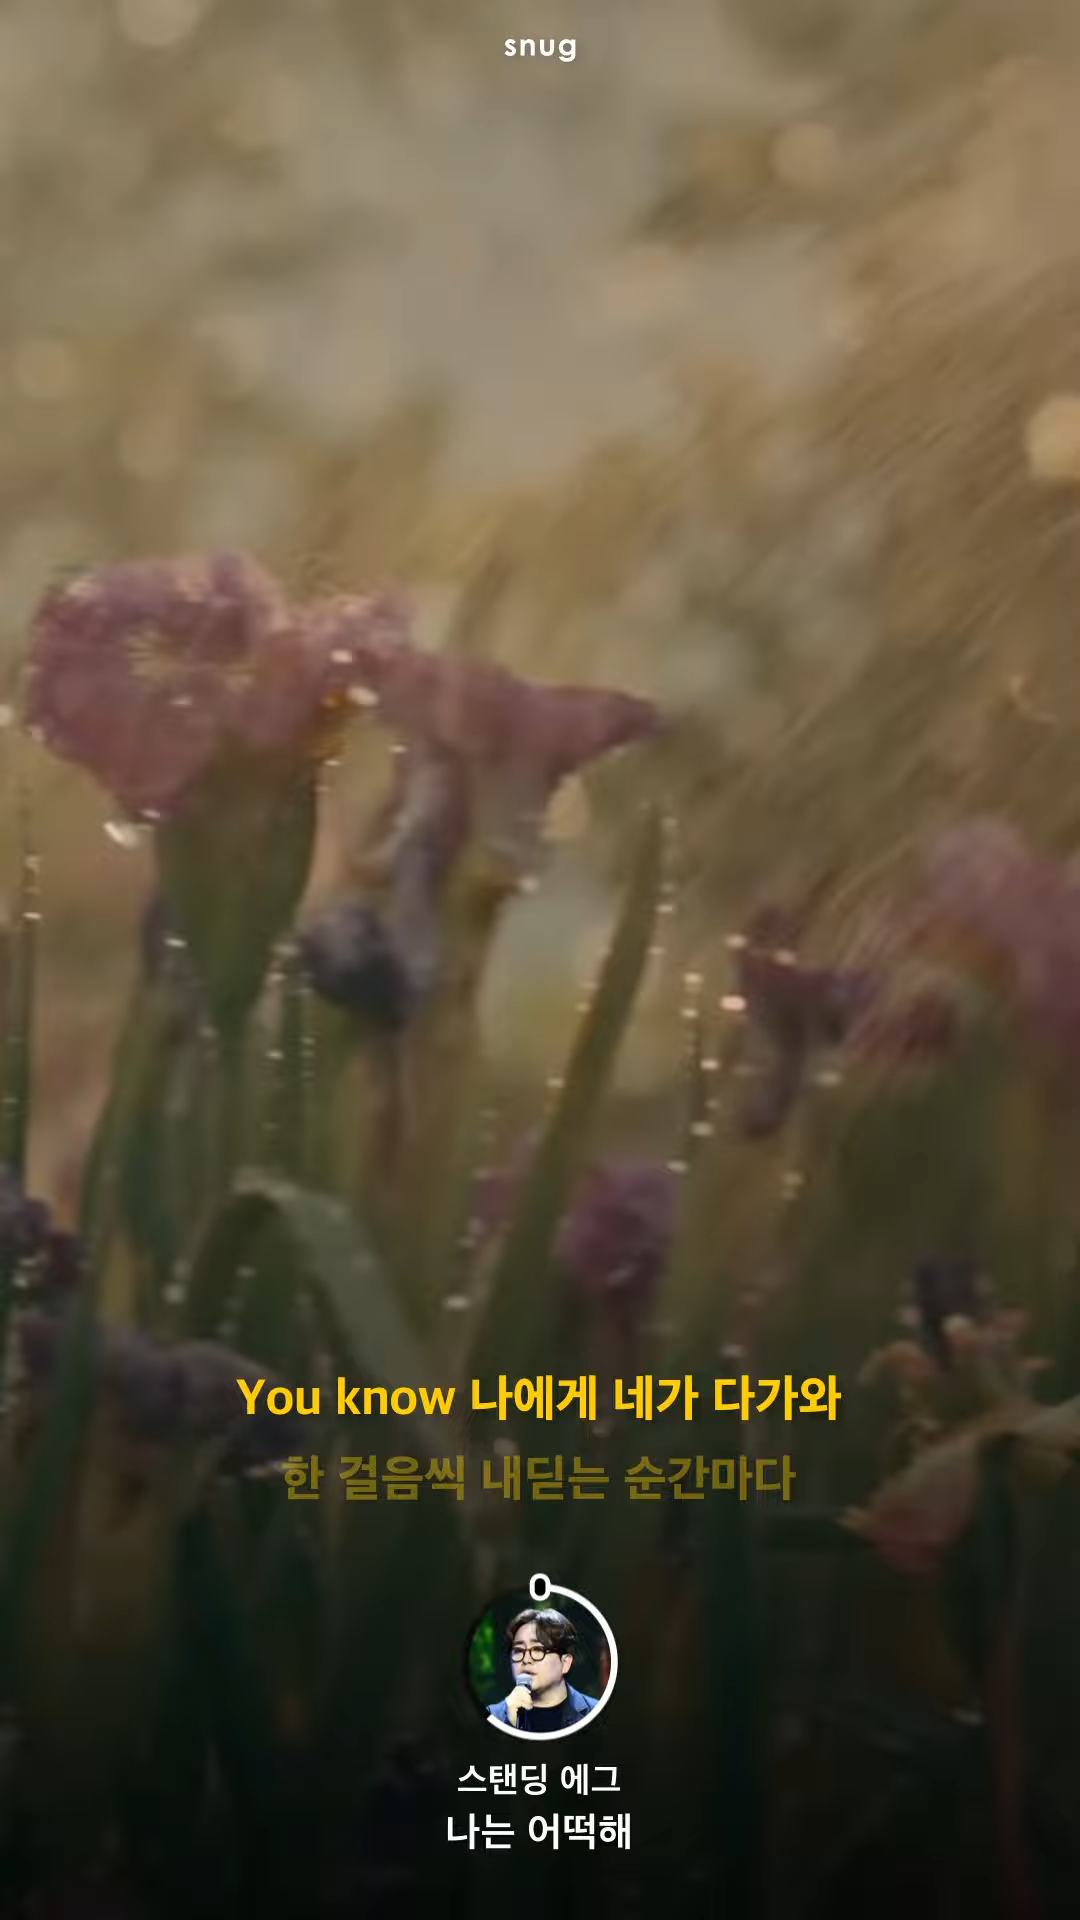 snug
You know 나에게 네가 다가와
한 걸음씩 내딛는 순간마다
0
스탠딩 에그
나는 어떡해